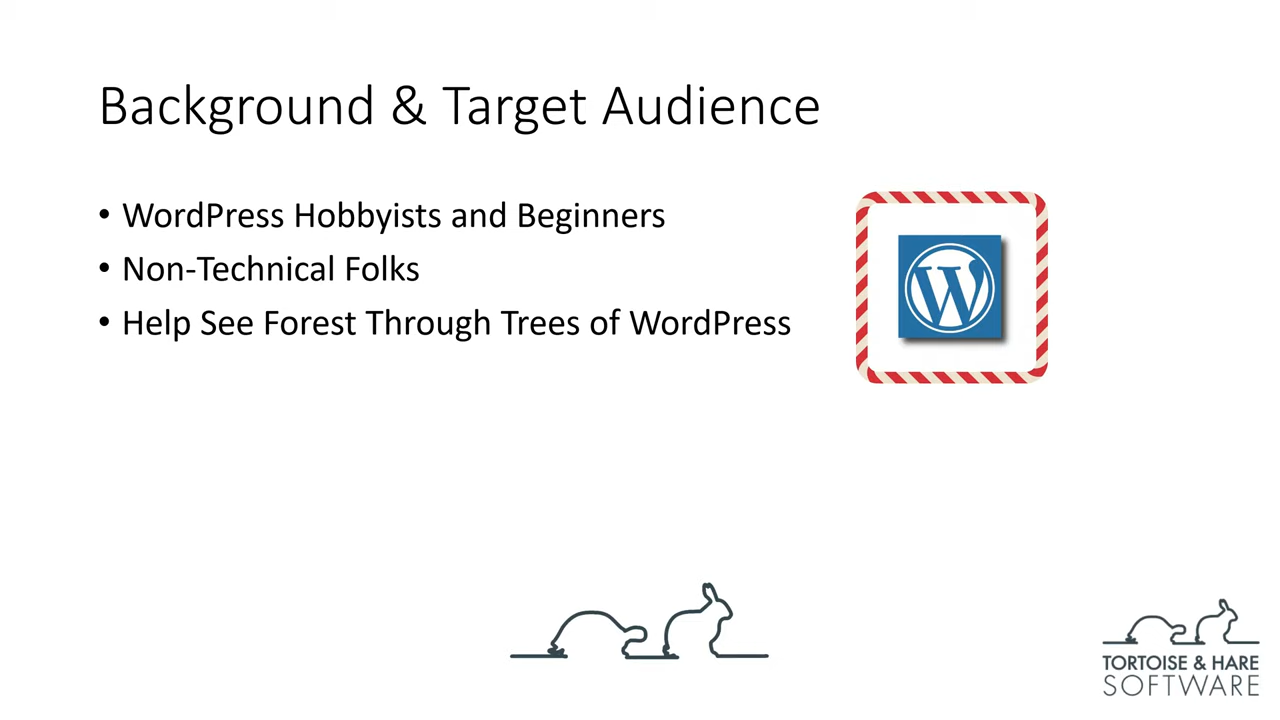 Background & Target Audience
• WordPress Hobbyists and Beginners
• Non-Technical Folks
• Help See Forest Through Trees of WordPress
W
TORTOISE & HARE
SOFTWARE